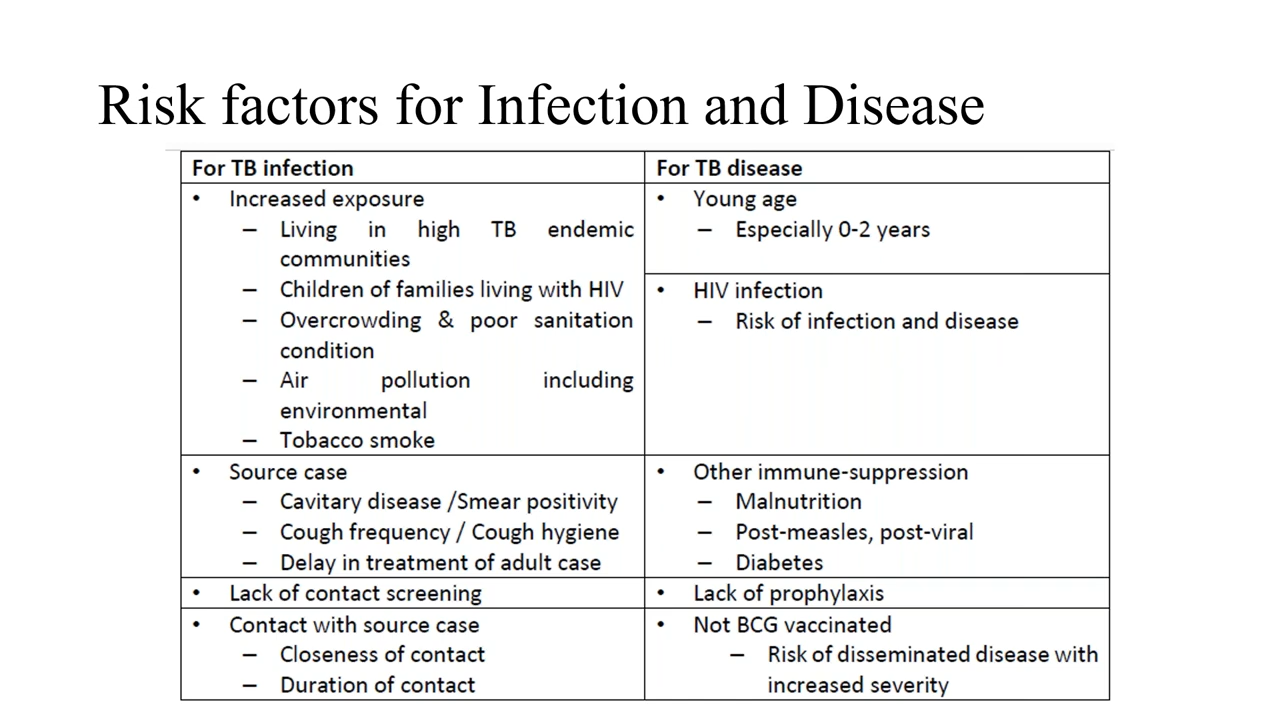 Risk factors for Infection and Disease
For TB infection
• Increased exposure
– Living in high TB endemic
communities
– Children of families living with HIV
– Overcrowding & poor sanitation
condition
– Air pollution including
environmental
– Tobacco smoke
• Source case
– Cavitary disease /Smear positivity
– Cough frequency / Cough hygiene
– Delay in treatment of adult case
• Lack of contact screening
• Contact with source case
– Closeness of contact
– Duration of contact
For TB disease
• Young age
– Especially 0-2 years
• HIV infection
– Risk of infection and disease
• Other immune-suppression
– Malnutrition
– Post-measles, post-viral
– Diabetes
• Lack of prophylaxis
• Not BCG vaccinated
– Risk of disseminated disease with
increased severity